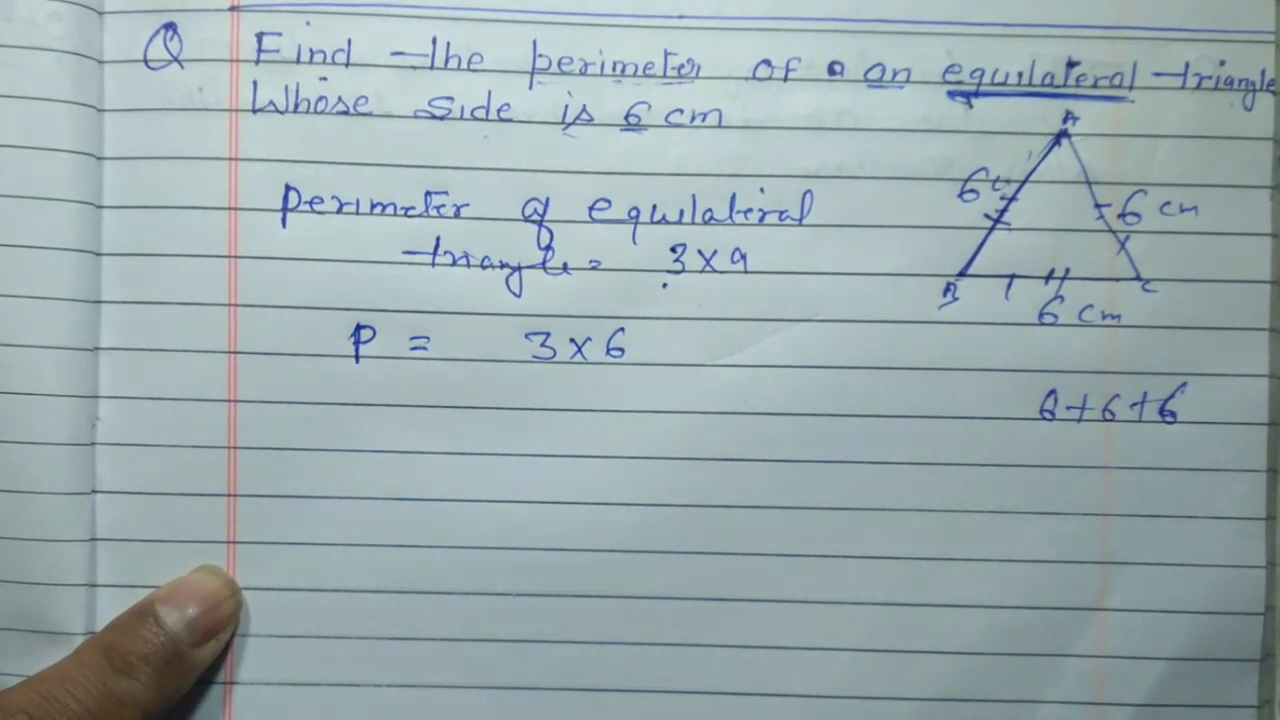 Q Find the perimeter of a an equilateral triangle
Whose side is 6 cm
A
6 c
6 cm
B
C
6 cm
Perimeter of equilateral
triangle = 3 x a
P = 3 x 6
6+6+6